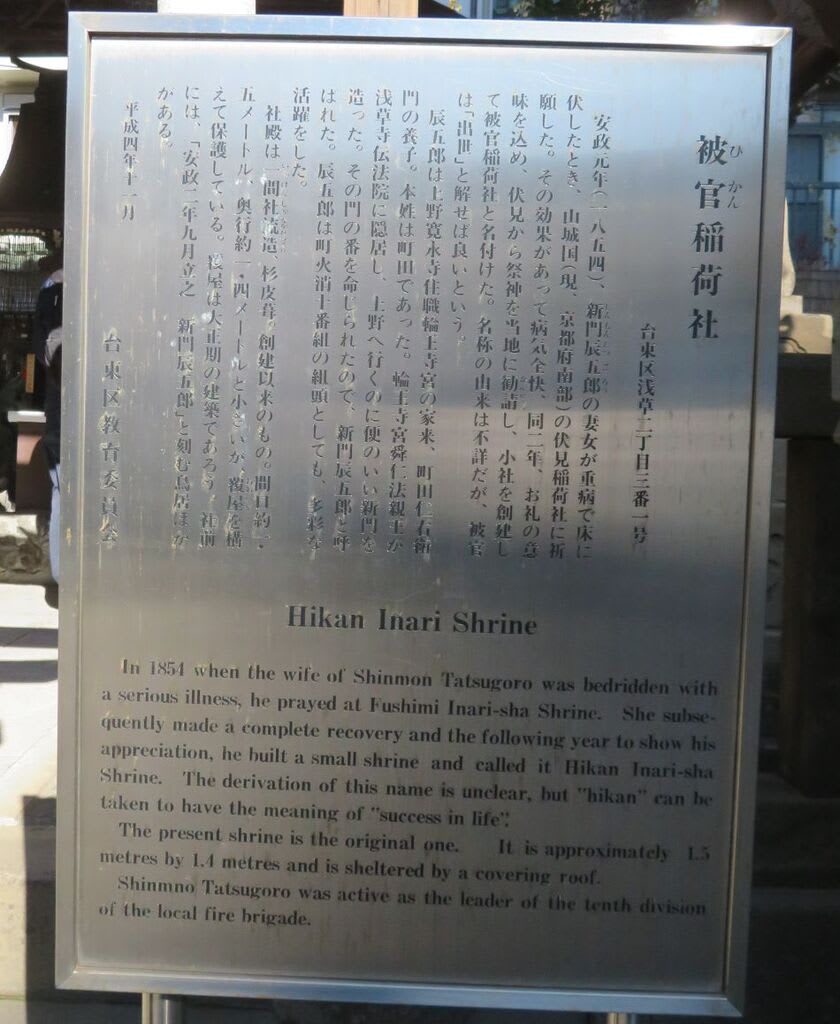 被官稲荷社
ひかん
台東区浅草二丁目三番一号
安政元年(一八五四)、新門辰五郎の妻女が重病で床に
伏したとき、山城国(現、京都府南部)の伏見稲荷社に祈
願した。その効果があって病気全快、同二年、お礼の意
味を込め、伏見から祭神を当地に勧請し、小社を創建し
て被官稲荷社と名付けた。名称の由来は不詳だが、被官
は「出世」と解せば良いという。
辰五郎は上野寛永寺住職輪王寺宮の家来、町田仁右衛
門の養子。本姓は町田であった。輪王寺宮舜仁法親王が
浅草寺伝法院に隠居し、上野へ行くのに便のいい新門を
造った。その門の番を命じられたので、新門辰五郎と呼
ばれた。辰五郎は町火消十番組の組頭としても、多彩な
活躍をした。
社殿は一間社流造、杉皮葺。創建以来のもの。間口約一・
五メートル、奥行約一・四メートルと小さいが、覆屋を構
えて保護している。覆屋は大正期の建築であろう。社前
には、「安政二年九月立之 新門辰五郎」と刻む鳥居ほか
がある。
平成四年十一月
台東区教育委員会
Hikan Inari Shrine
In 1854 when the wife of Shinmon Tatsugoro was bedridden with
a serious illness, he prayed at Fushimi Inari-sha Shrine. She subse-
quently made a complete recovery and the following year to show his
appreciation, he built a small shrine and called it Hikan Inari-sha
Shrine. The derivation of this name is unclear, but "hikan" can be
taken to have the meaning of "success in life".
The present shrine is the original one. It is approximately 1.5
metres by 1.4 metres and is sheltered by a covering roof.
Shinmno Tatsugoro was active as the leader of the tenth division
of the local fire brigade.